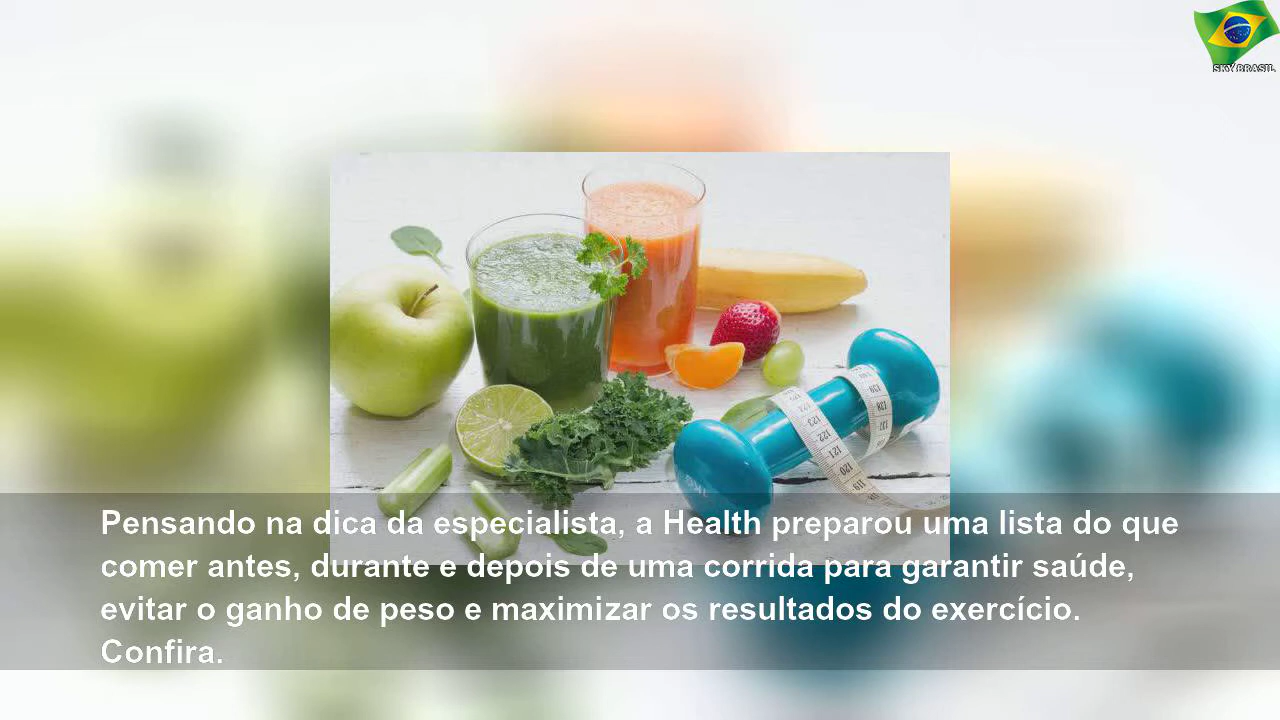 SKY BRASIL
Pensando na dica da especialista, a Health preparou uma lista do que
comer antes, durante e depois de uma corrida para garantir saúde,
evitar o ganho de peso e maximizar os resultados do exercício.
Confira.